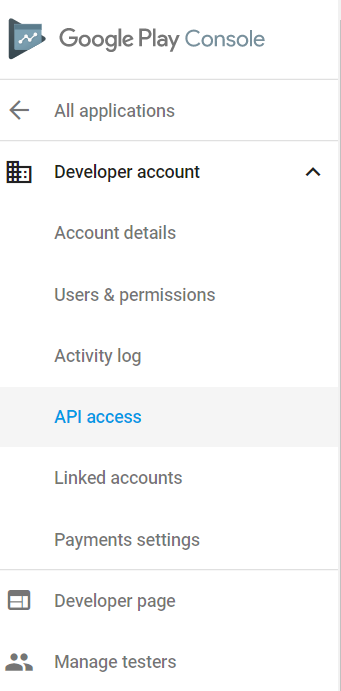 Google Play Console
All applications
Developer account
Account details
Users & permissions
Activity log
API access
Linked accounts
Payments settings
Developer page
Manage testers